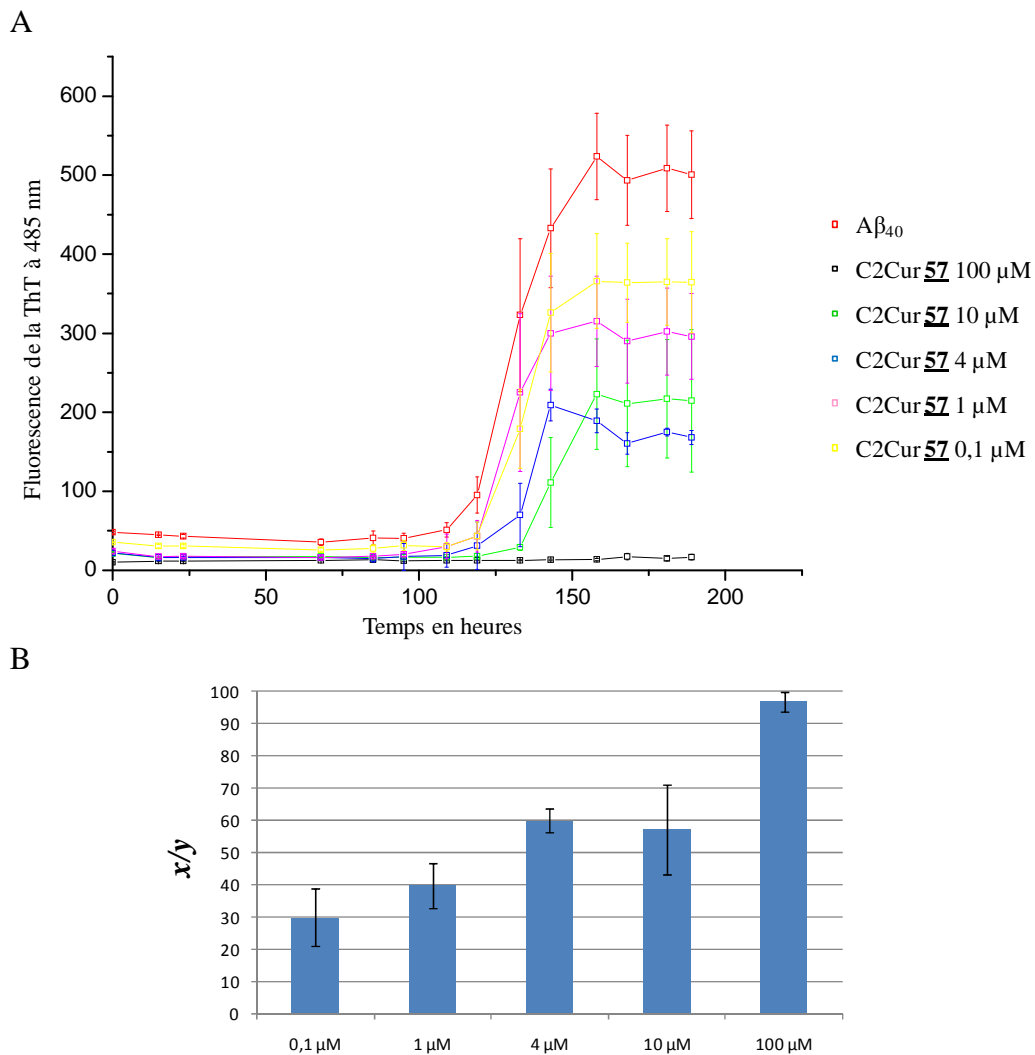 A
Fluorescence de la ThT à 485 nm
600
500
400
300
200
100
0
0
50
100
150
200
Temps en heures
Aβ40
C2Cur 57 100 µM
C2Cur 57 10 µM
C2Cur 57 4 µM
C2Cur 57 1 µM
C2Cur 57 0,1 µM
B
x/y
100
90
80
70
60
50
40
30
20
10
0
0,1 µM
1 µM
4 µM
10 µM
100 µM